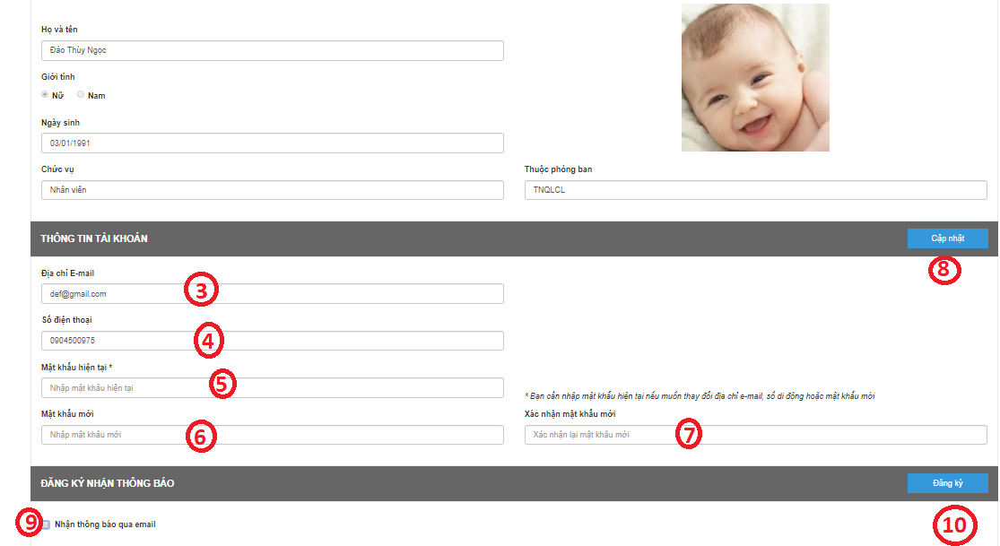 Họ và tên
Đào Thùy Ngọc
Giới tính
Nữ Nam
Ngày sinh
03/01/1991
Chức vụ Thuộc phòng ban
Nhân viên TNQLCL
THÔNG TIN TÀI KHOẢN Cập nhật
8
Địa chỉ E-mail
def@gmail.com 3
Số điện thoại
0904500975 4
Mật khẩu hiện tại *
Nhập mật khẩu hiện tại 5
* Bạn cần nhập mật khẩu hiện tại nếu muốn thay đổi địa chỉ e-mail, số di động hoặc mật khẩu mới
Mật khẩu mới Xác nhận mật khẩu mới
Nhập mật khẩu mới 6 Xác nhận lại mật khẩu mới 7
ĐĂNG KÝ NHẬN THÔNG BÁO Đăng ký
9 Nhận thông báo qua email 10